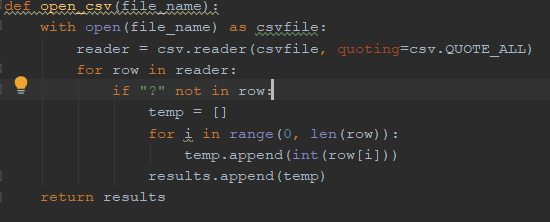 def open_csv(file_name):
    with open(file_name) as csvfile:
        reader = csv.reader(csvfile, quoting=csv.QUOTE_ALL)
        for row in reader:
            if "?" not in row:
                temp = []
                for i in range(0, len(row)):
                    temp.append(int(row[i]))
                results.append(temp)
    return results